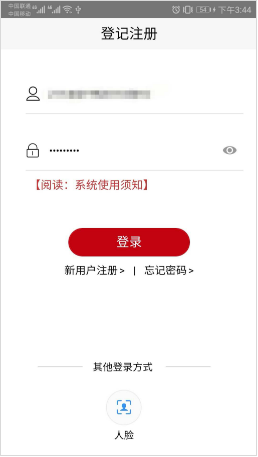 中国联通
中国移动
下午3:44
登记注册
•••••••••
【阅读：系统使用须知】
登录
新用户注册> | 忘记密码>
其他登录方式
人脸